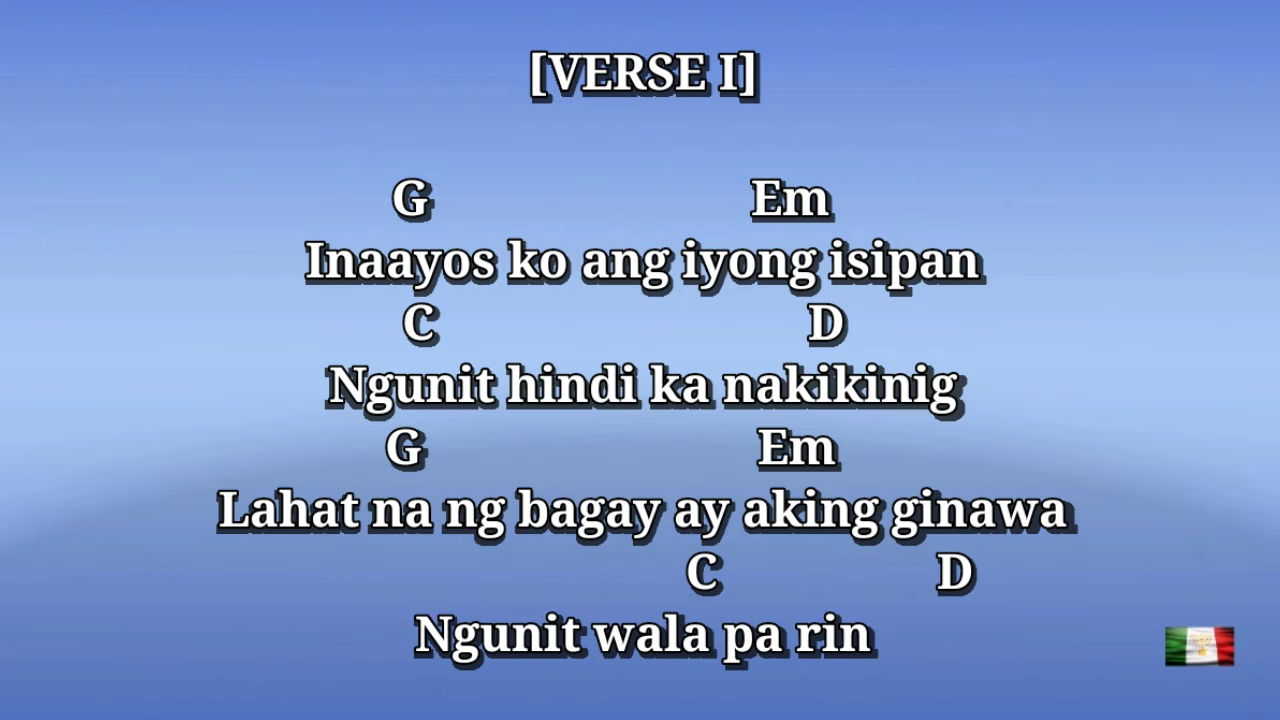 [VERSE I]
G Em
Inaayos ko ang iyong isipan
C D
Ngunit hindi ka nakikinig
G Em
Lahat na ng bagay ay aking ginawa
C D
Ngunit wala pa rin